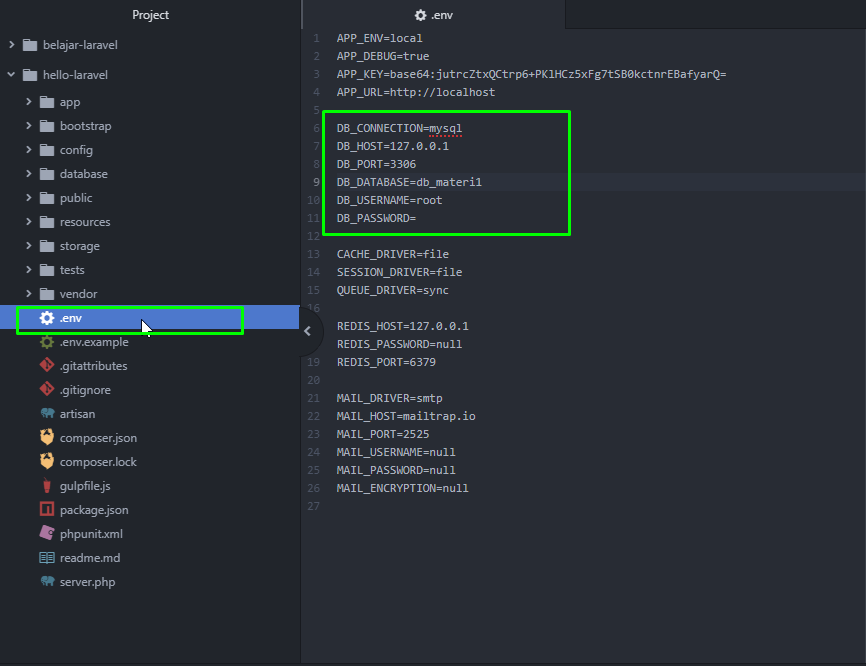 Project
belajar-laravel
hello-laravel
app
bootstrap
config
database
public
resources
storage
tests
vendor
.env
.env.example
.gitattributes
.gitignore
artisan
composer.json
composer.lock
gulpfile.js
package.json
phpunit.xml
readme.md
server.php
.env
1 APP_ENV=local
2 APP_DEBUG=true
3 APP_KEY=base64:jutrcZtxQCtrp6+PKlHCz5xFg7tSB0kctnrEBafyarQ=
4 APP_URL=http://localhost
5
6 DB_CONNECTION=mysql
7 DB_HOST=127.0.0.1
8 DB_PORT=3306
9 DB_DATABASE=db_materi1
10 DB_USERNAME=root
11 DB_PASSWORD=
12
13 CACHE_DRIVER=file
14 SESSION_DRIVER=file
15 QUEUE_DRIVER=sync
16
REDIS_HOST=127.0.0.1
REDIS_PASSWORD=null
19 REDIS_PORT=6379
20
21 MAIL_DRIVER=smtp
22 MAIL_HOST=mailtrap.io
23 MAIL_PORT=2525
24 MAIL_USERNAME=null
25 MAIL_PASSWORD=null
26 MAIL_ENCRYPTION=null
27